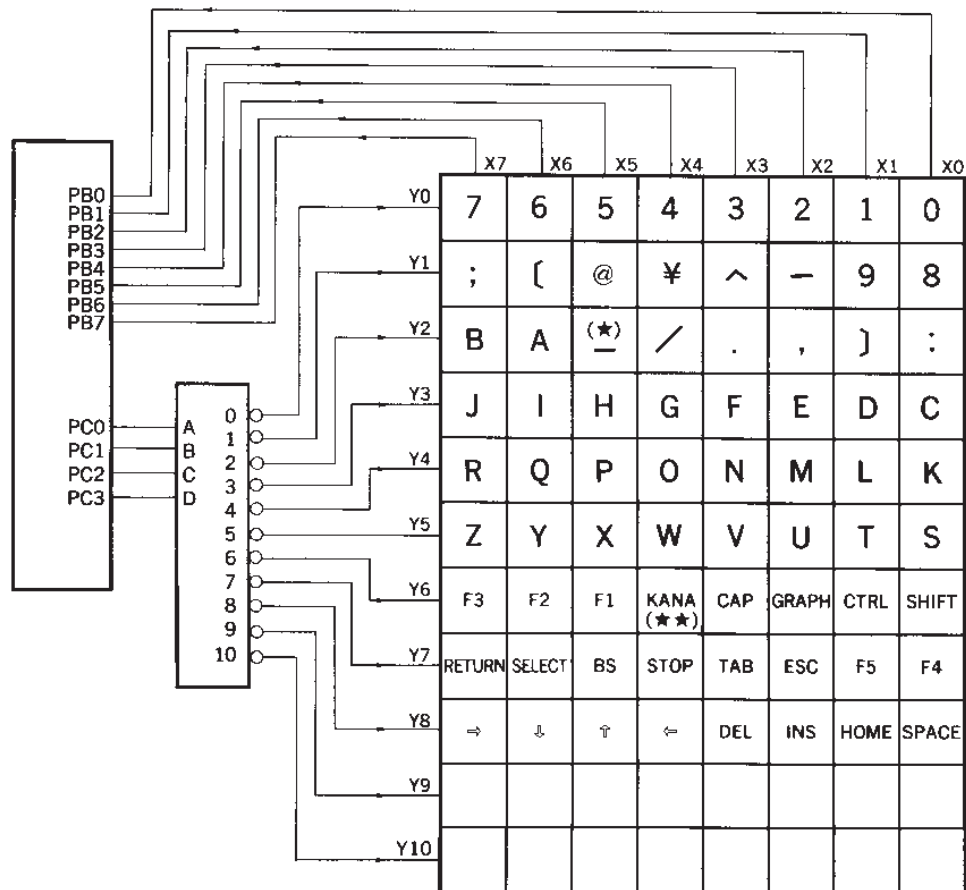 X7 X6 X5 X4 X3 X2 X1 X0
PB0
PB1
PB2
PB3
PB4
PB5
PB6
PB7
PC0
PC1
PC2
PC3
A
B
C
D
0
1
2
3
4
5
6
7
8
9
10
Y0 7 6 5 4 3 2 1 0
Y1 ; [ @ ¥ ^ - 9 8
Y2 B A (★) _ / . , ] :
Y3 J I H G F E D C
Y4 R Q P O N M L K
Y5 Z Y X W V U T S
Y6 F3 F2 F1 KANA (★★) CAP GRAPH CTRL SHIFT
Y7 RETURN SELECT BS STOP TAB ESC F5 F4
Y8 ⇨ ⇩ ⇧ ⇦ DEL INS HOME SPACE
Y9
Y10